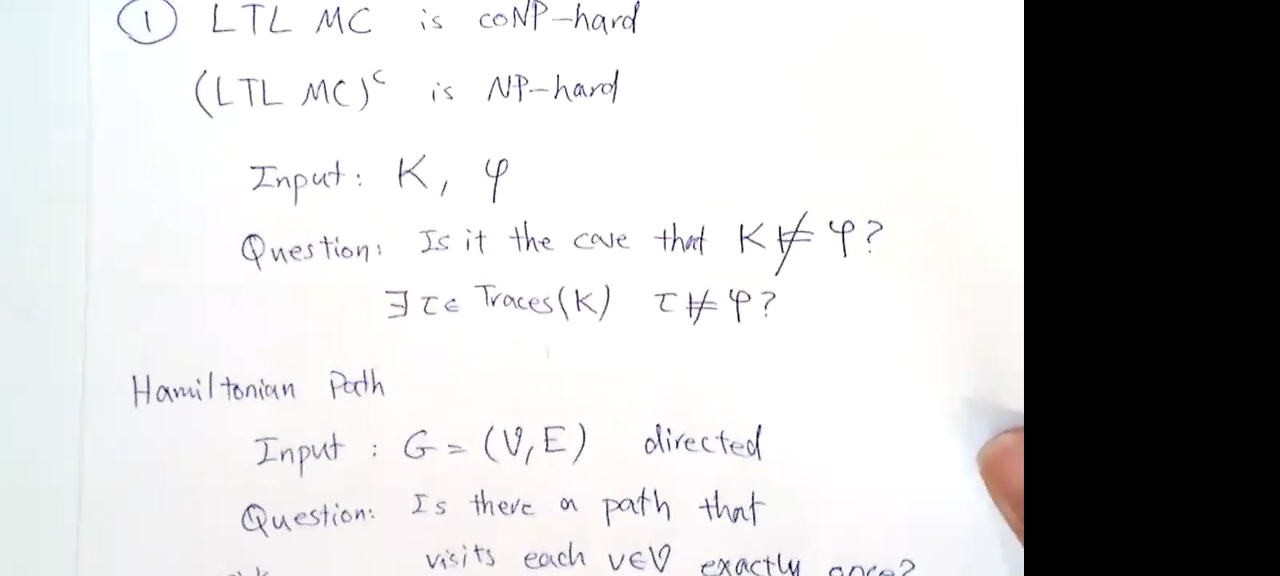 ① LTL MC is coNP-hard
(LTL MC)ᶜ is NP-hard
Input: K, φ
Question: Is it the case that K ⊭ φ?
∃ τ ∈ Traces(K) τ ⊭ φ?
Hamiltonian Path
Input: G = (V, E) directed
Question: Is there a path that
visits each v∈V exactly once?